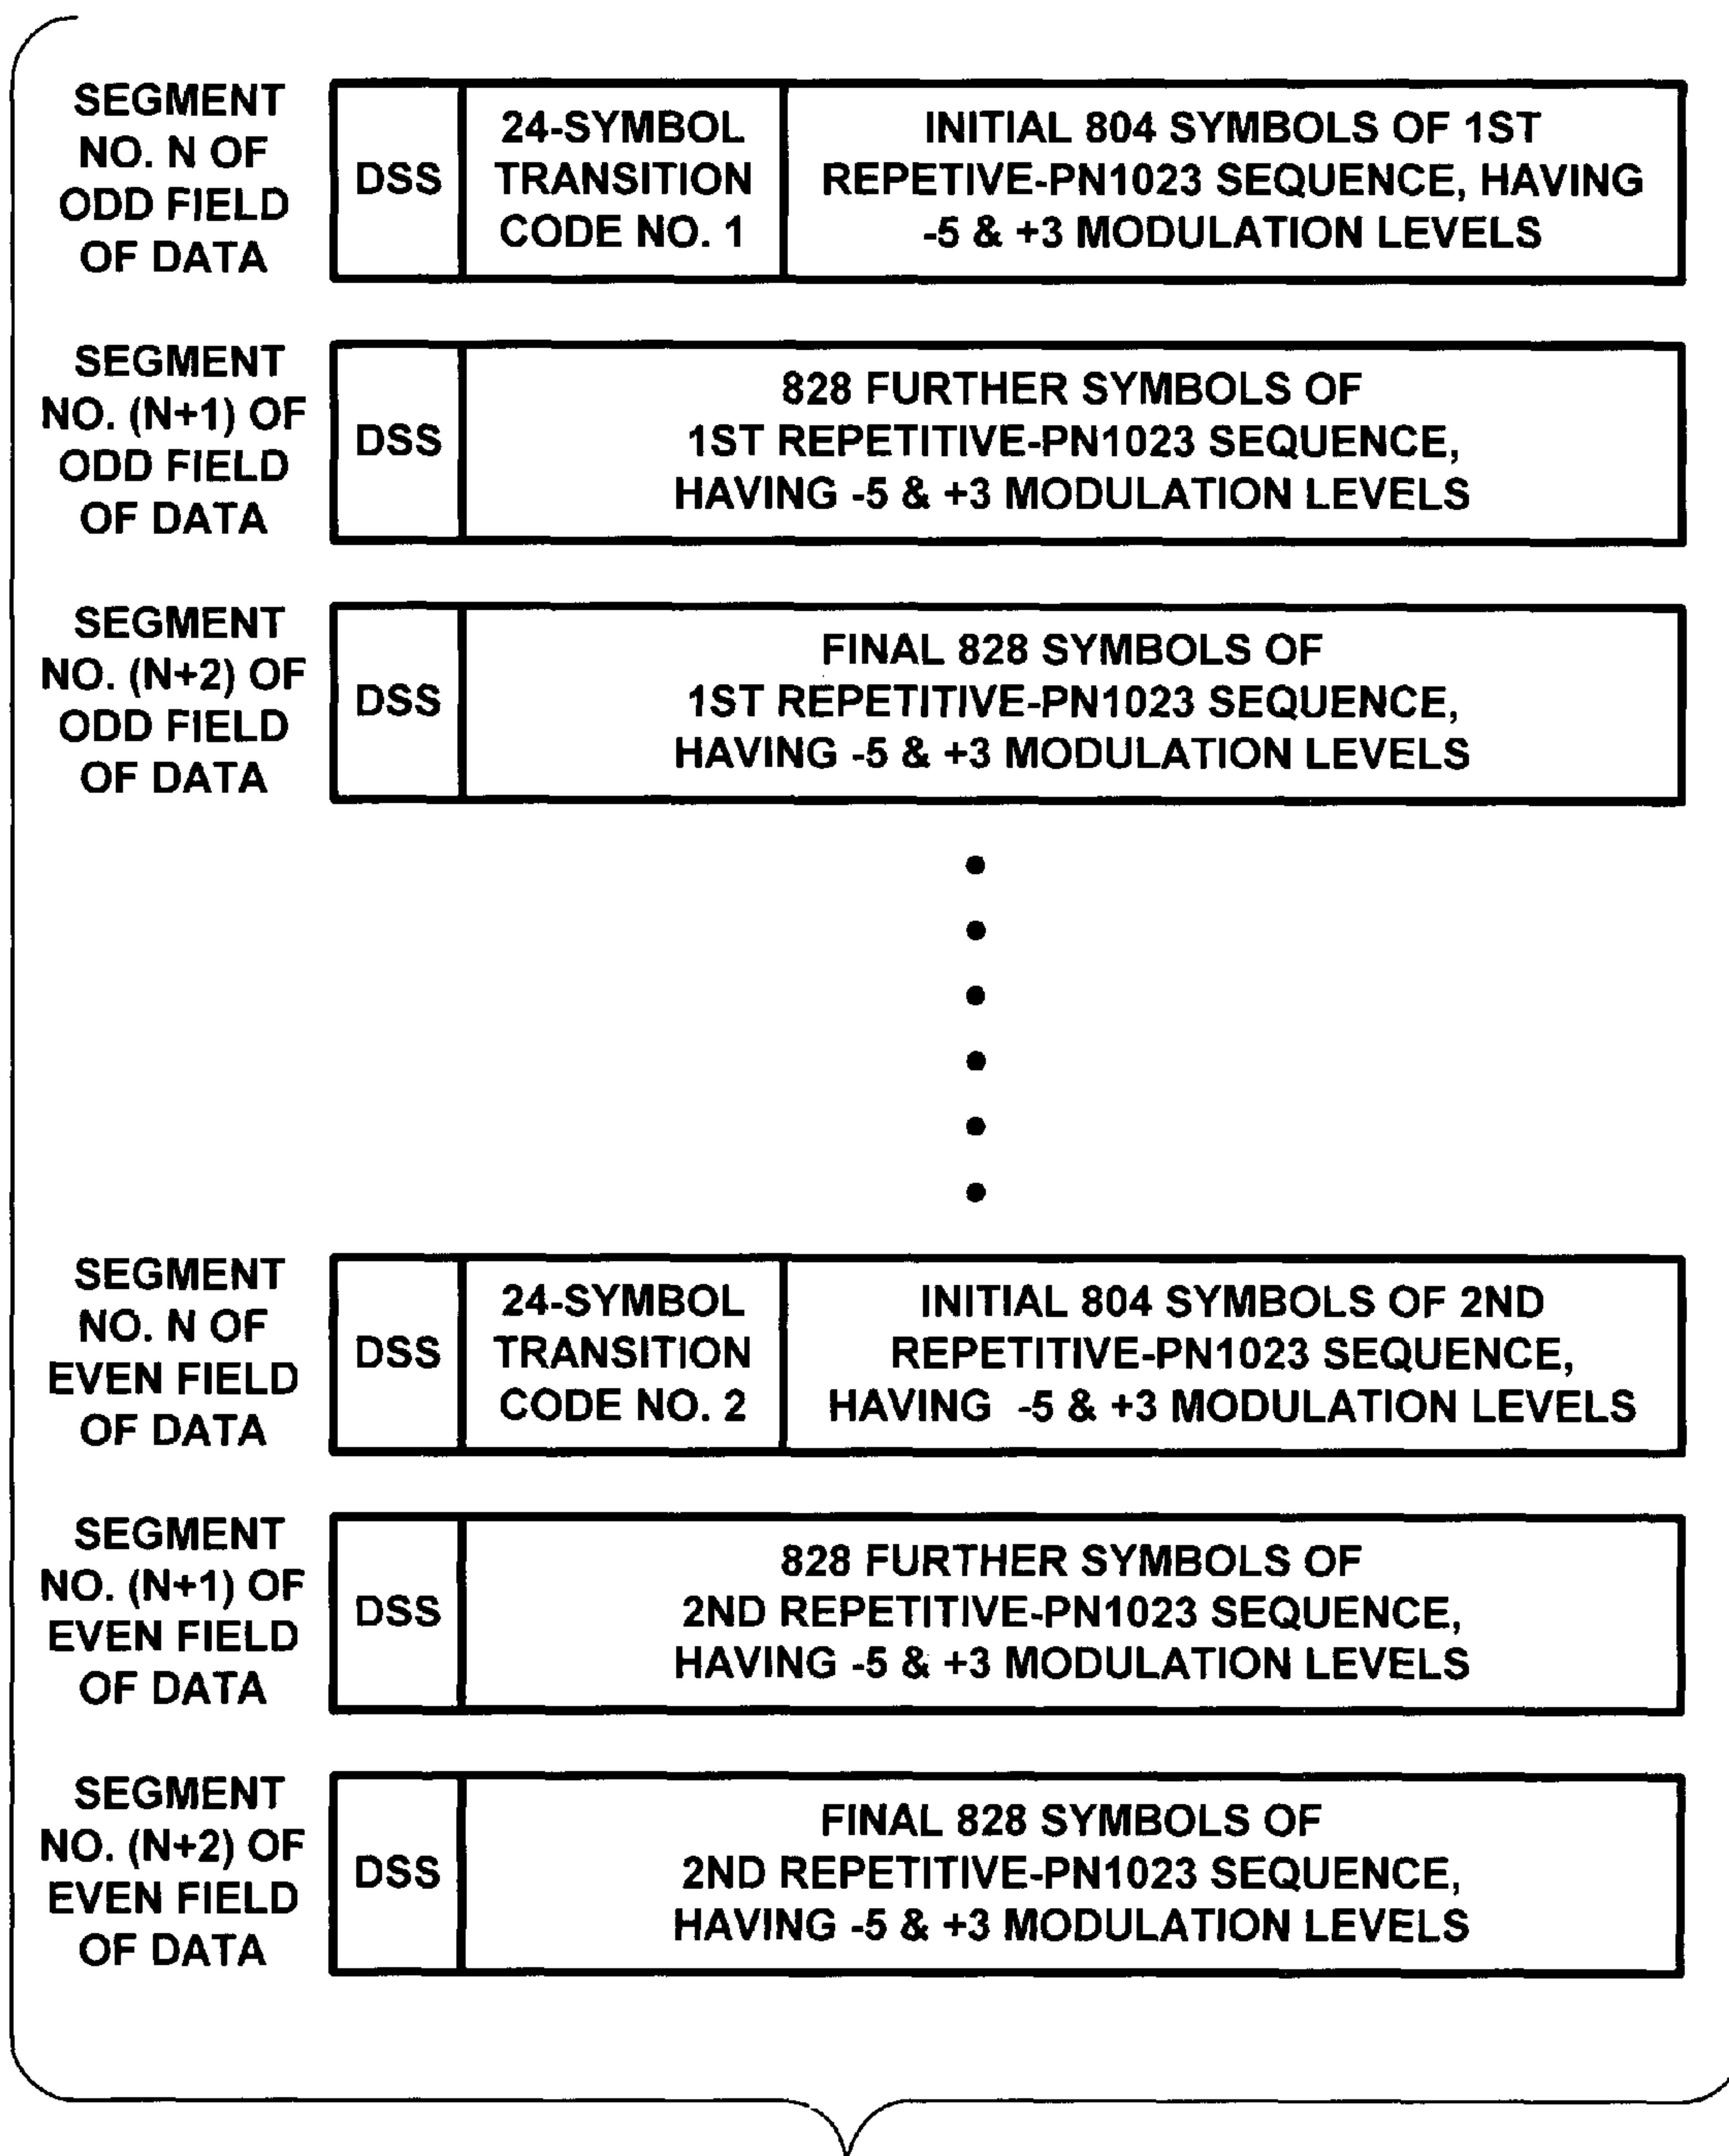 SEGMENT
NO. N OF
ODD FIELD
OF DATA
DSS
24-SYMBOL
TRANSITION
CODE NO. 1
INITIAL 804 SYMBOLS OF 1ST
REPETIVE-PN1023 SEQUENCE, HAVING
-5 & +3 MODULATION LEVELS
SEGMENT
NO. (N+1) OF
ODD FIELD
OF DATA
DSS
828 FURTHER SYMBOLS OF
1ST REPETITIVE-PN1023 SEQUENCE,
HAVING -5 & +3 MODULATION LEVELS
SEGMENT
NO. (N+2) OF
ODD FIELD
OF DATA
DSS
FINAL 828 SYMBOLS OF
1ST REPETITIVE-PN1023 SEQUENCE,
HAVING -5 & +3 MODULATION LEVELS
SEGMENT
NO. N OF
EVEN FIELD
OF DATA
DSS
24-SYMBOL
TRANSITION
CODE NO. 2
INITIAL 804 SYMBOLS OF 2ND
REPETITIVE-PN1023 SEQUENCE,
HAVING -5 & +3 MODULATION LEVELS
SEGMENT
NO. (N+1) OF
EVEN FIELD
OF DATA
DSS
828 FURTHER SYMBOLS OF
2ND REPETITIVE-PN1023 SEQUENCE,
HAVING -5 & +3 MODULATION LEVELS
SEGMENT
NO. (N+2) OF
EVEN FIELD
OF DATA
DSS
FINAL 828 SYMBOLS OF
2ND REPETITIVE-PN1023 SEQUENCE,
HAVING -5 & +3 MODULATION LEVELS